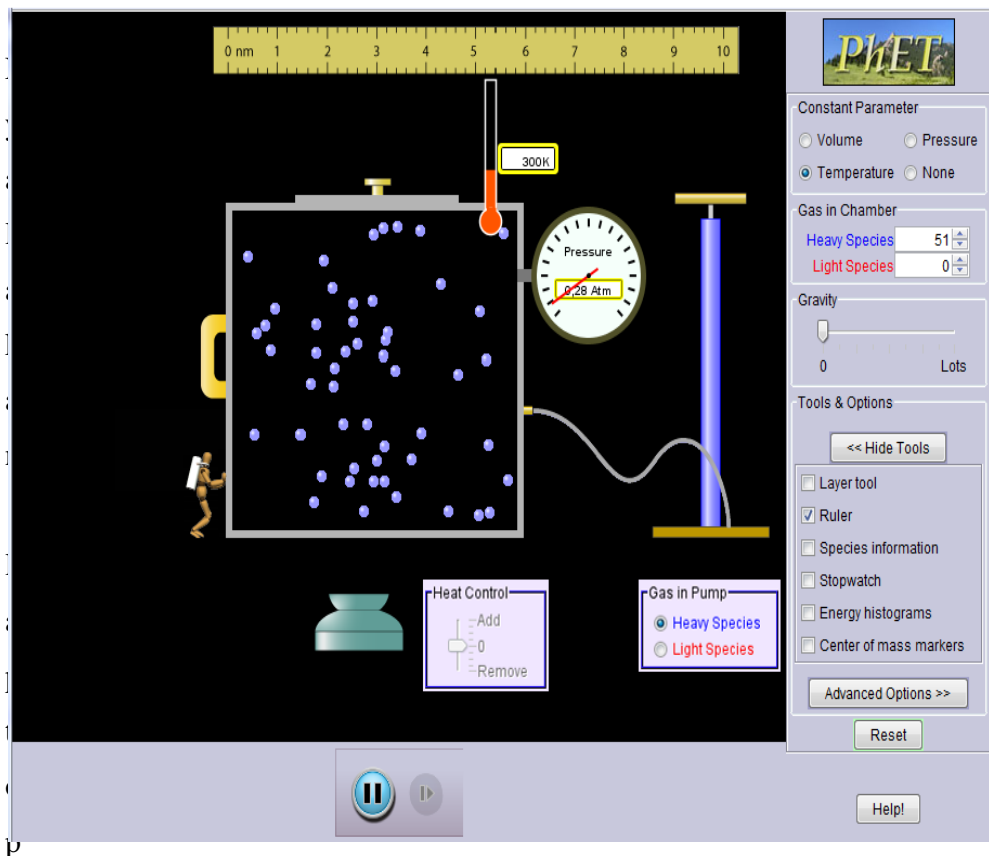 PhET
0 nm 1 2 3 4 5 6 7 8 9 10
Constant Parameter
Volume Pressure
Temperature None
300K
Gas in Chamber
Heavy Species 51
Light Species 0
Pressure
0,28 Atm
Gravity
0 Lots
Tools & Options
<< Hide Tools
Layer tool
Ruler
Species information
Stopwatch
Energy histograms
Center of mass markers
Heat Control
Add
0
Remove
Gas in Pump
Heavy Species
Light Species
Advanced Options >>
Reset
Help!
p